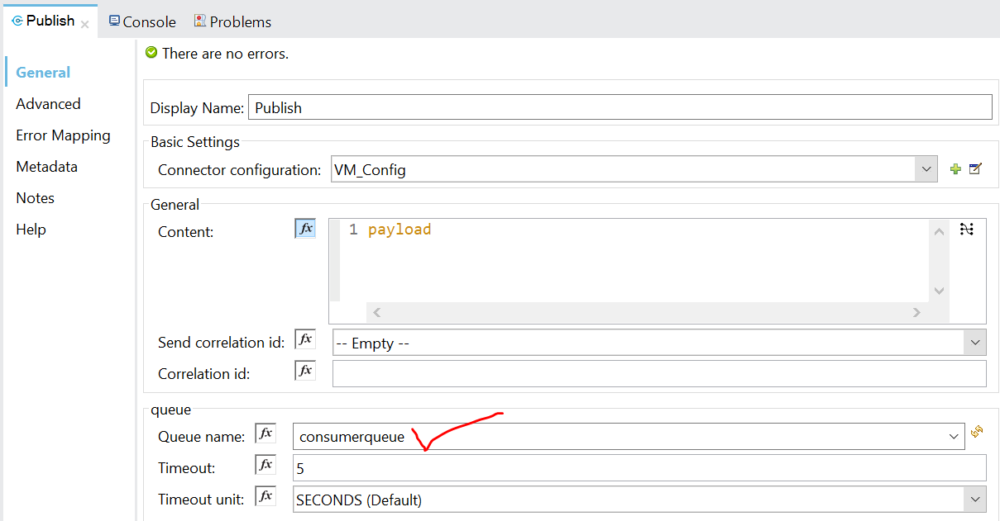 Publish
Console
Problems
General
Advanced
Error Mapping
Metadata
Notes
Help
There are no errors.
Display Name: Publish
Basic Settings
Connector configuration: VM_Config
General
Content: fx 1 payload
Send correlation id: fx -- Empty --
Correlation id: fx
queue
Queue name: fx consumerqueue
Timeout: fx 5
Timeout unit: fx SECONDS (Default)